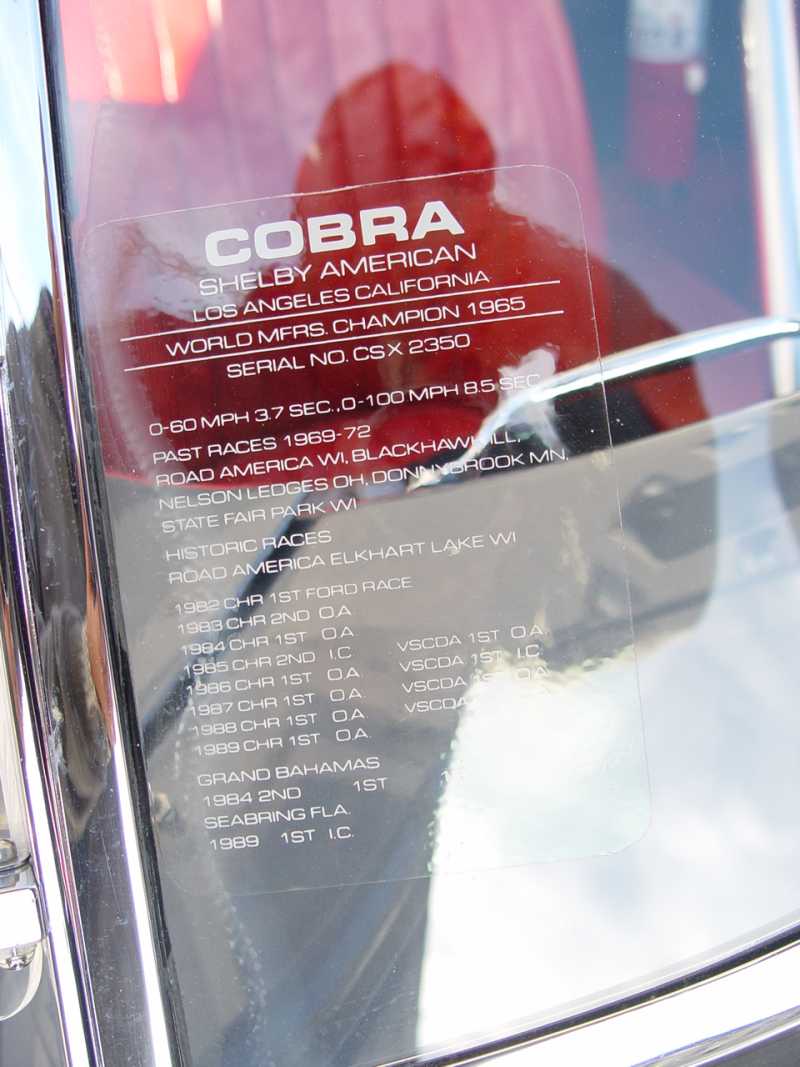 COBRA
SHELBY AMERICAN
LOS ANGELES CALIFORNIA
WORLD MFRS. CHAMPION 1965
SERIAL NO. CSX 2350
0-60 MPH 3.7 SEC., 0-100 MPH 8.5 SEC
PAST RACES 1969-72
ROAD AMERICA WI, BLACKHAWK ILL,
NELSON LEDGES OH, DONNYBROOK MN,
STATE FAIR PARK WI
HISTORIC RACES
ROAD AMERICA ELKHART LAKE WI
1982 CHR 1ST FORD RACE
1983 CHR 2ND O.A
1984 CHR 1ST O.A
1985 CHR 2ND I.C VSCDA 1ST O.A.
1986 CHR 1ST O.A. VSCDA 1ST I.C
1987 CHR 1ST O.A. VSCDA 1ST O.A
1988 CHR 1ST O.A. VSCDA
1989 CHR 1ST O.A.
GRAND BAHAMAS
1984 2ND 1ST
SEABRING FLA.
1989 1ST I.C.